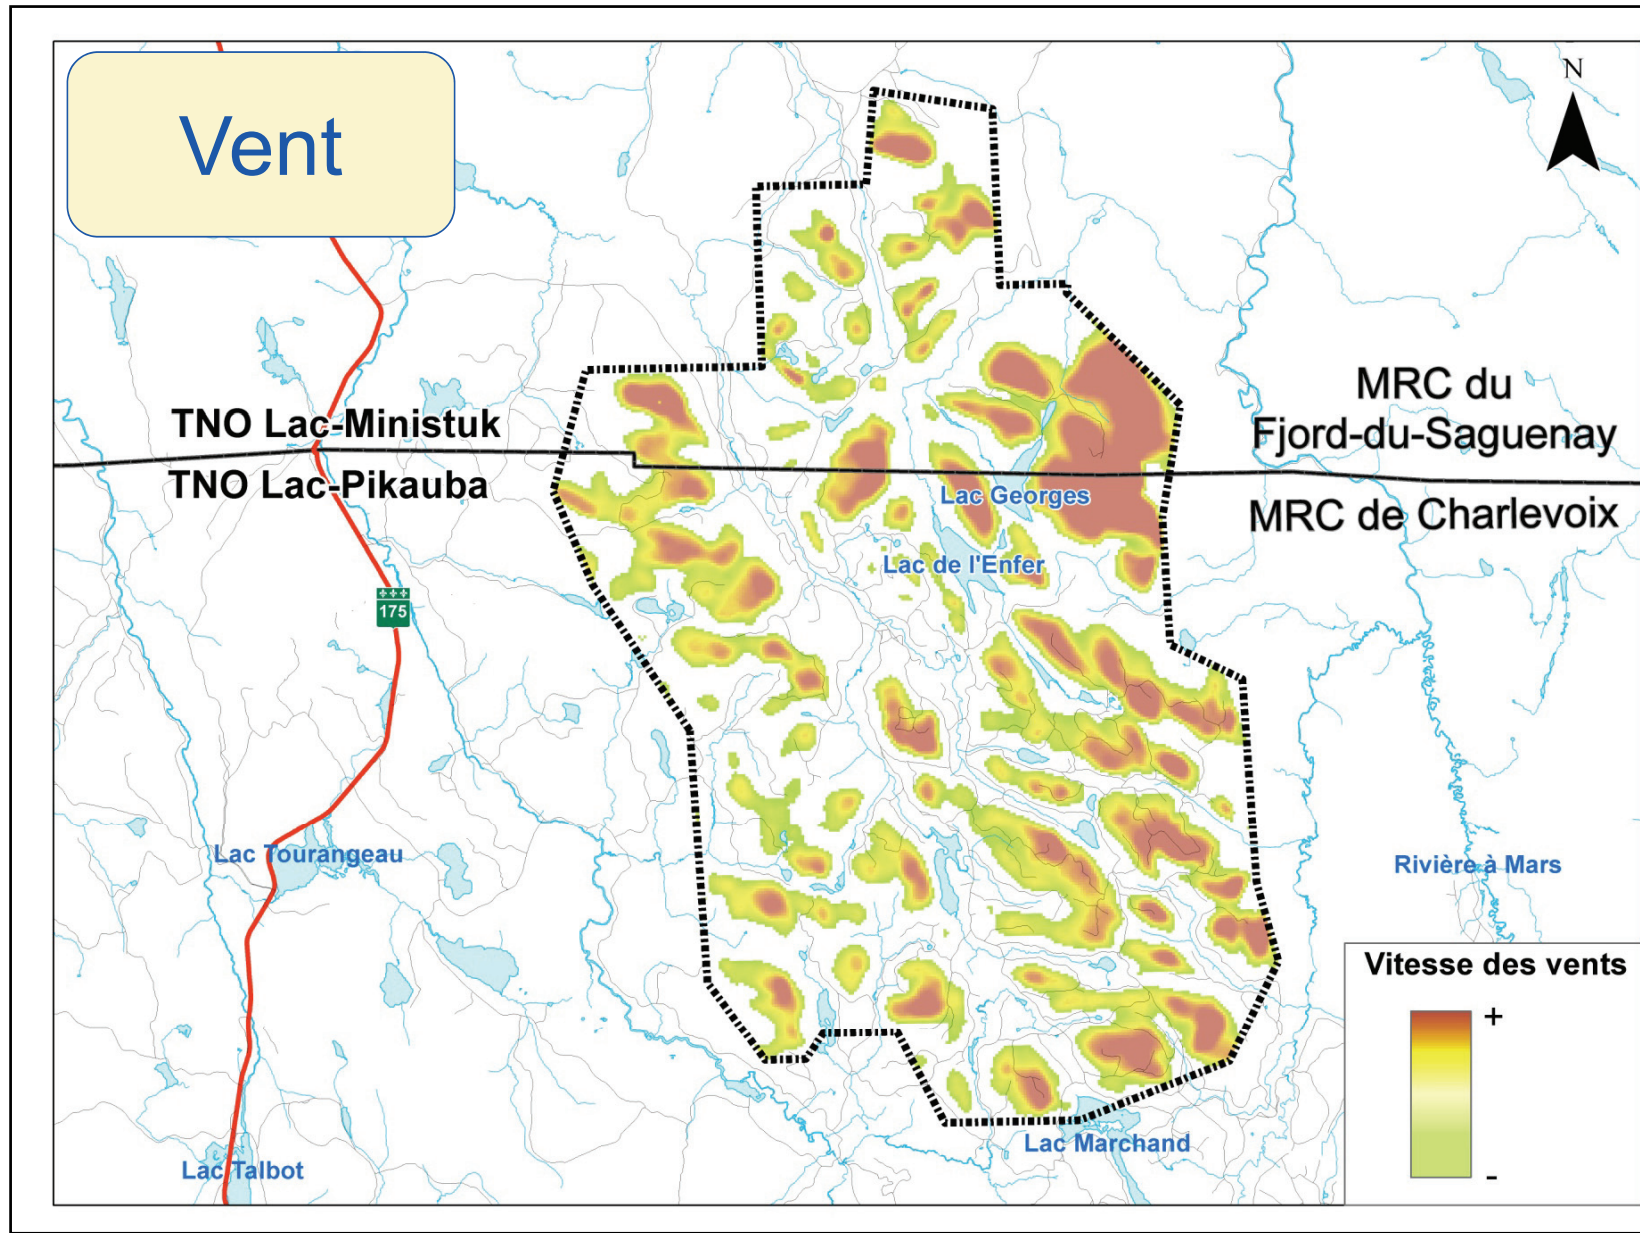 Vent
N
MRC du
Fjord-du-Saguenay
TNO Lac-Ministuk
TNO Lac-Pikauba
Lac Georges
MRC de Charlevoix
Lac de l'Enfer
175
Lac Tourangeau
Rivière à Mars
Vitesse des vents
+
-
Lac Marchand
Lac Talbot